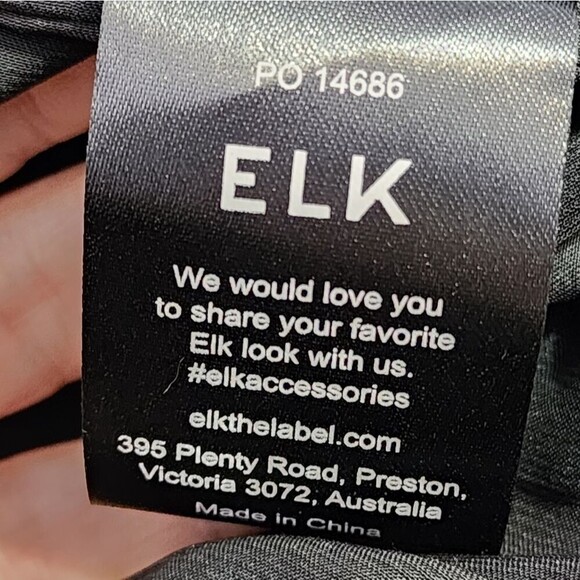 PO 14686
ELK
We would love you
to share your favorite
Elk look with us.
#elkaccessories
elkthelabel.com
395 Plenty Road, Preston,
Victoria 3072, Australia
Made in China